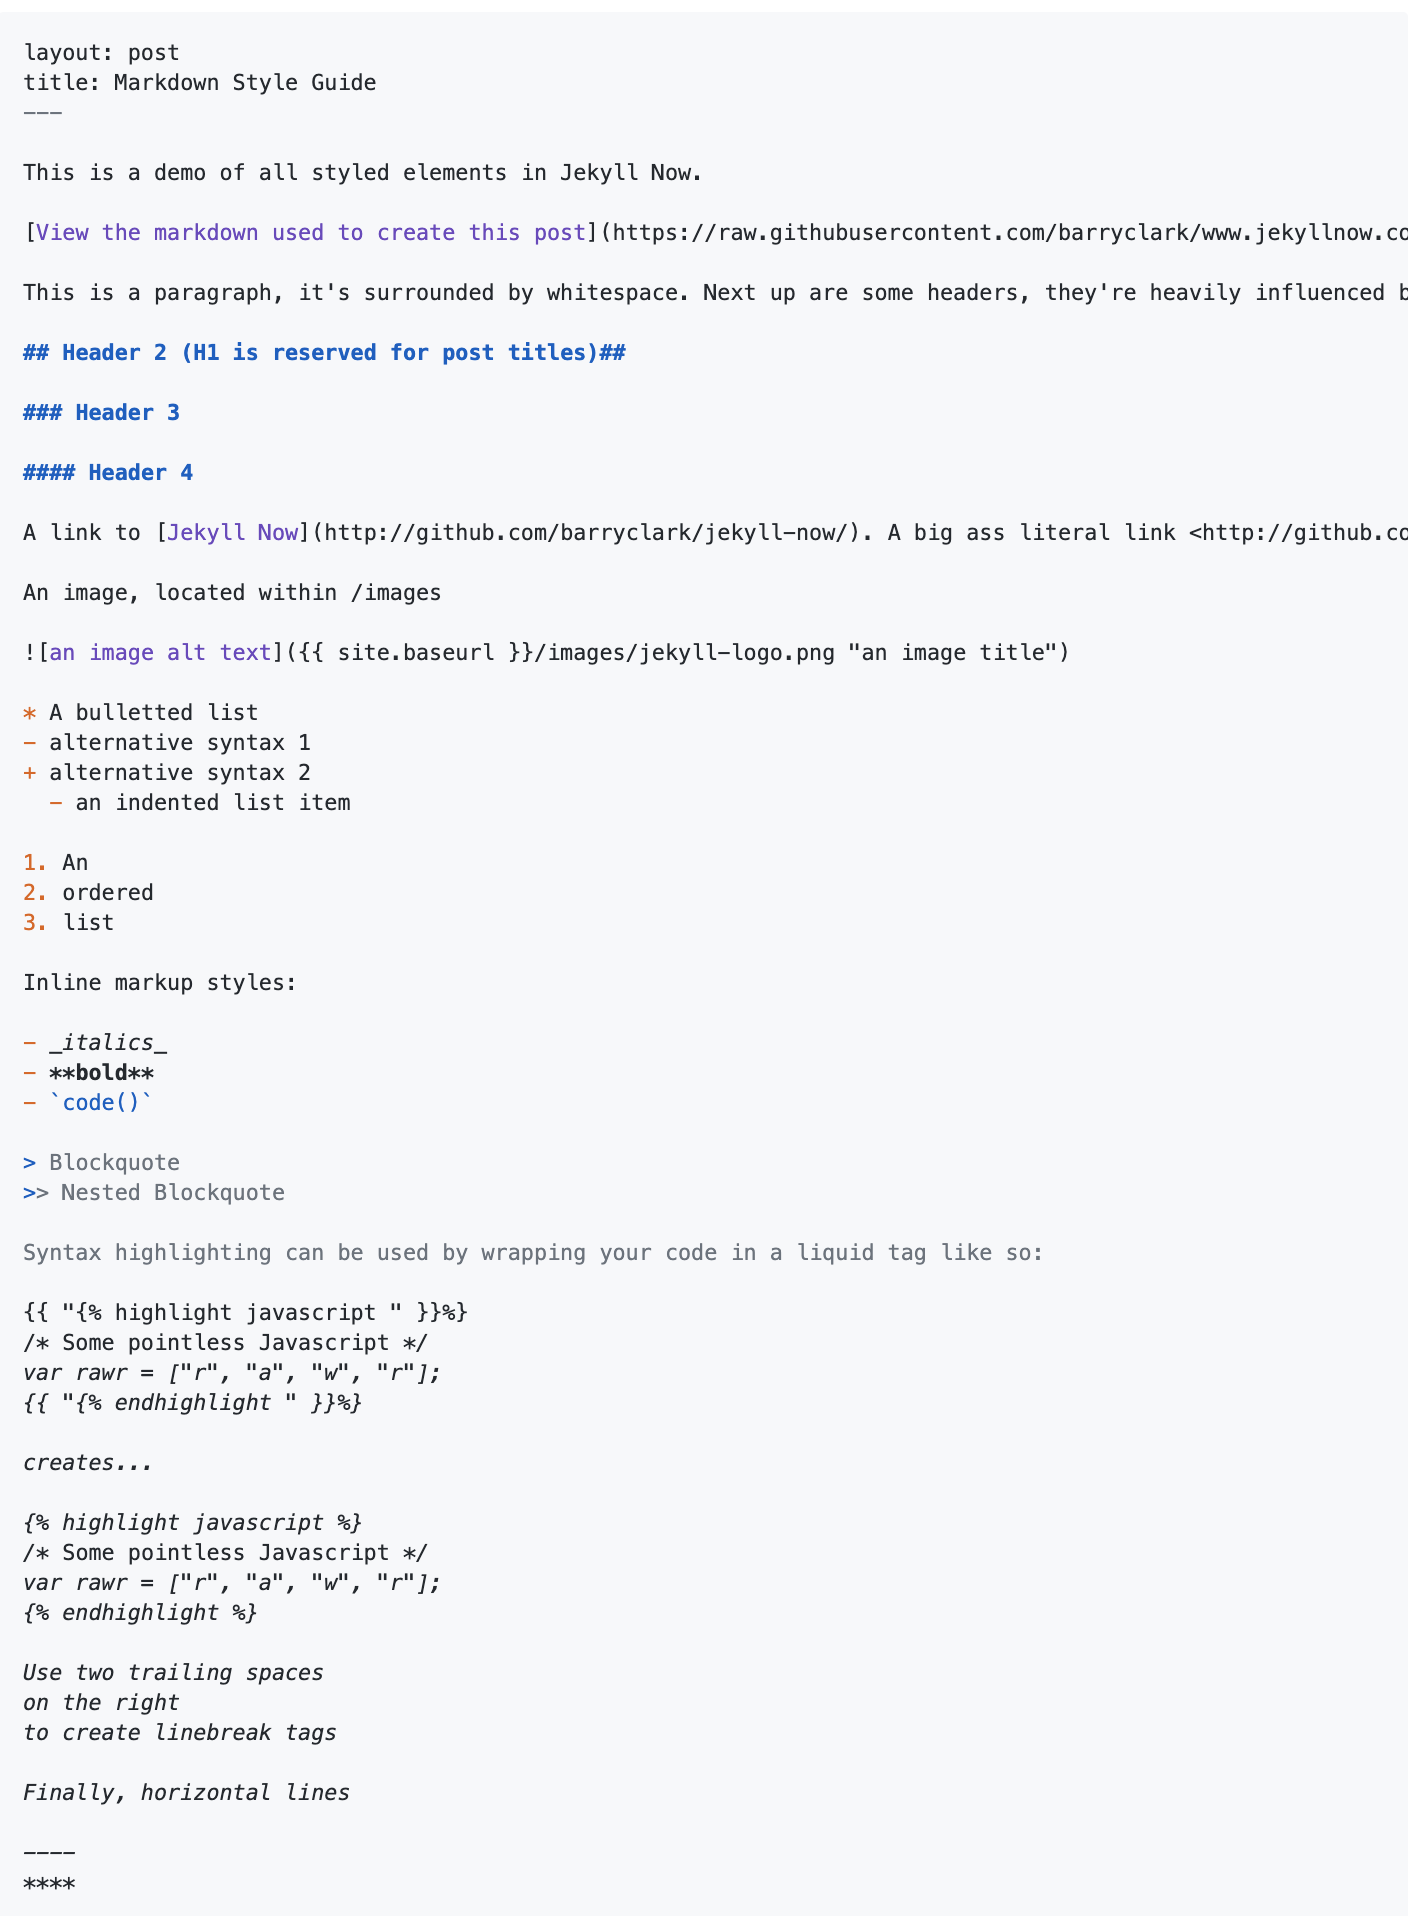 layout: post
title: Markdown Style Guide
---
This is a demo of all styled elements in Jekyll Now.
[View the markdown used to create this post](https://raw.githubusercontent.com/barryclark/www.jekyllnow.co
This is a paragraph, it's surrounded by whitespace. Next up are some headers, they're heavily influenced b
## Header 2 (H1 is reserved for post titles)##
### Header 3
#### Header 4
A link to [Jekyll Now](http://github.com/barryclark/jekyll-now/). A big ass literal link <http://github.co
An image, located within /images
![an image alt text]({{ site.baseurl }}/images/jekyll-logo.png "an image title")
* A bulletted list
- alternative syntax 1
+ alternative syntax 2
  - an indented list item
1. An
2. ordered
3. list
Inline markup styles:
- _italics_
- **bold**
- `code()`
> Blockquote
>> Nested Blockquote
Syntax highlighting can be used by wrapping your code in a liquid tag like so:
{{ "{% highlight javascript " }}%}
/* Some pointless Javascript */
var rawr = ["r", "a", "w", "r"];
{{ "{% endhighlight " }}%}
creates...
{% highlight javascript %}
/* Some pointless Javascript */
var rawr = ["r", "a", "w", "r"];
{% endhighlight %}
Use two trailing spaces
on the right
to create linebreak tags
Finally, horizontal lines
----
****